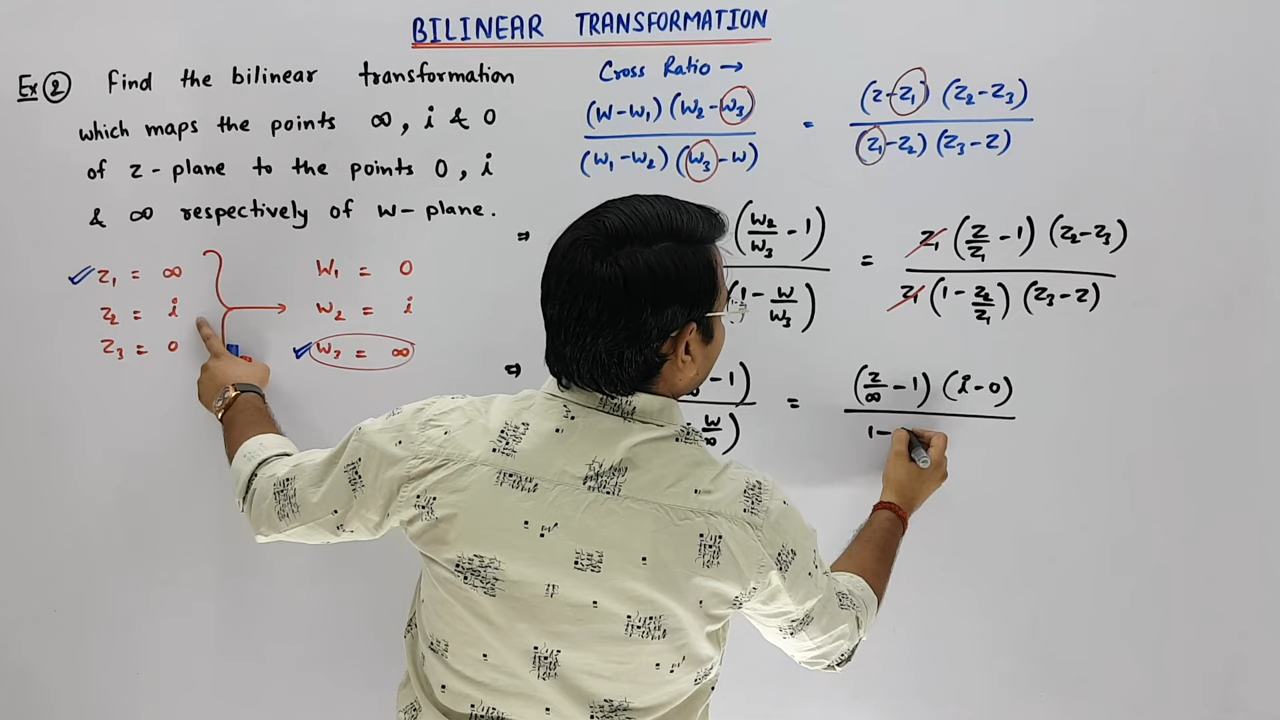 BILINEAR TRANSFORMATION
Ex ② Find the bilinear transformation
which maps the points ∞, i & 0
of z-plane to the points 0, i
& ∞ respectively of w-plane.
z₁ = ∞ w₁ = 0
z₂ = i w₂ = i
z₃ = 0 w₃ = ∞
Cross Ratio →
(w-w₁) (w₂-w₃) / (w₁-w₂) (w₃-w) = (z-z₁) (z₂-z₃) / (z₁-z₂) (z₃-z)
⇒ (w₂/w₃ - 1) / (1 - w/w₃) = z₁ (z/z₁ - 1) (z₂-z₃) / z₁ (1 - z₂/z₁) (z₃-z)
⇒ - 1) / - w/∞) = (z/∞ - 1) (i-0) / 1-